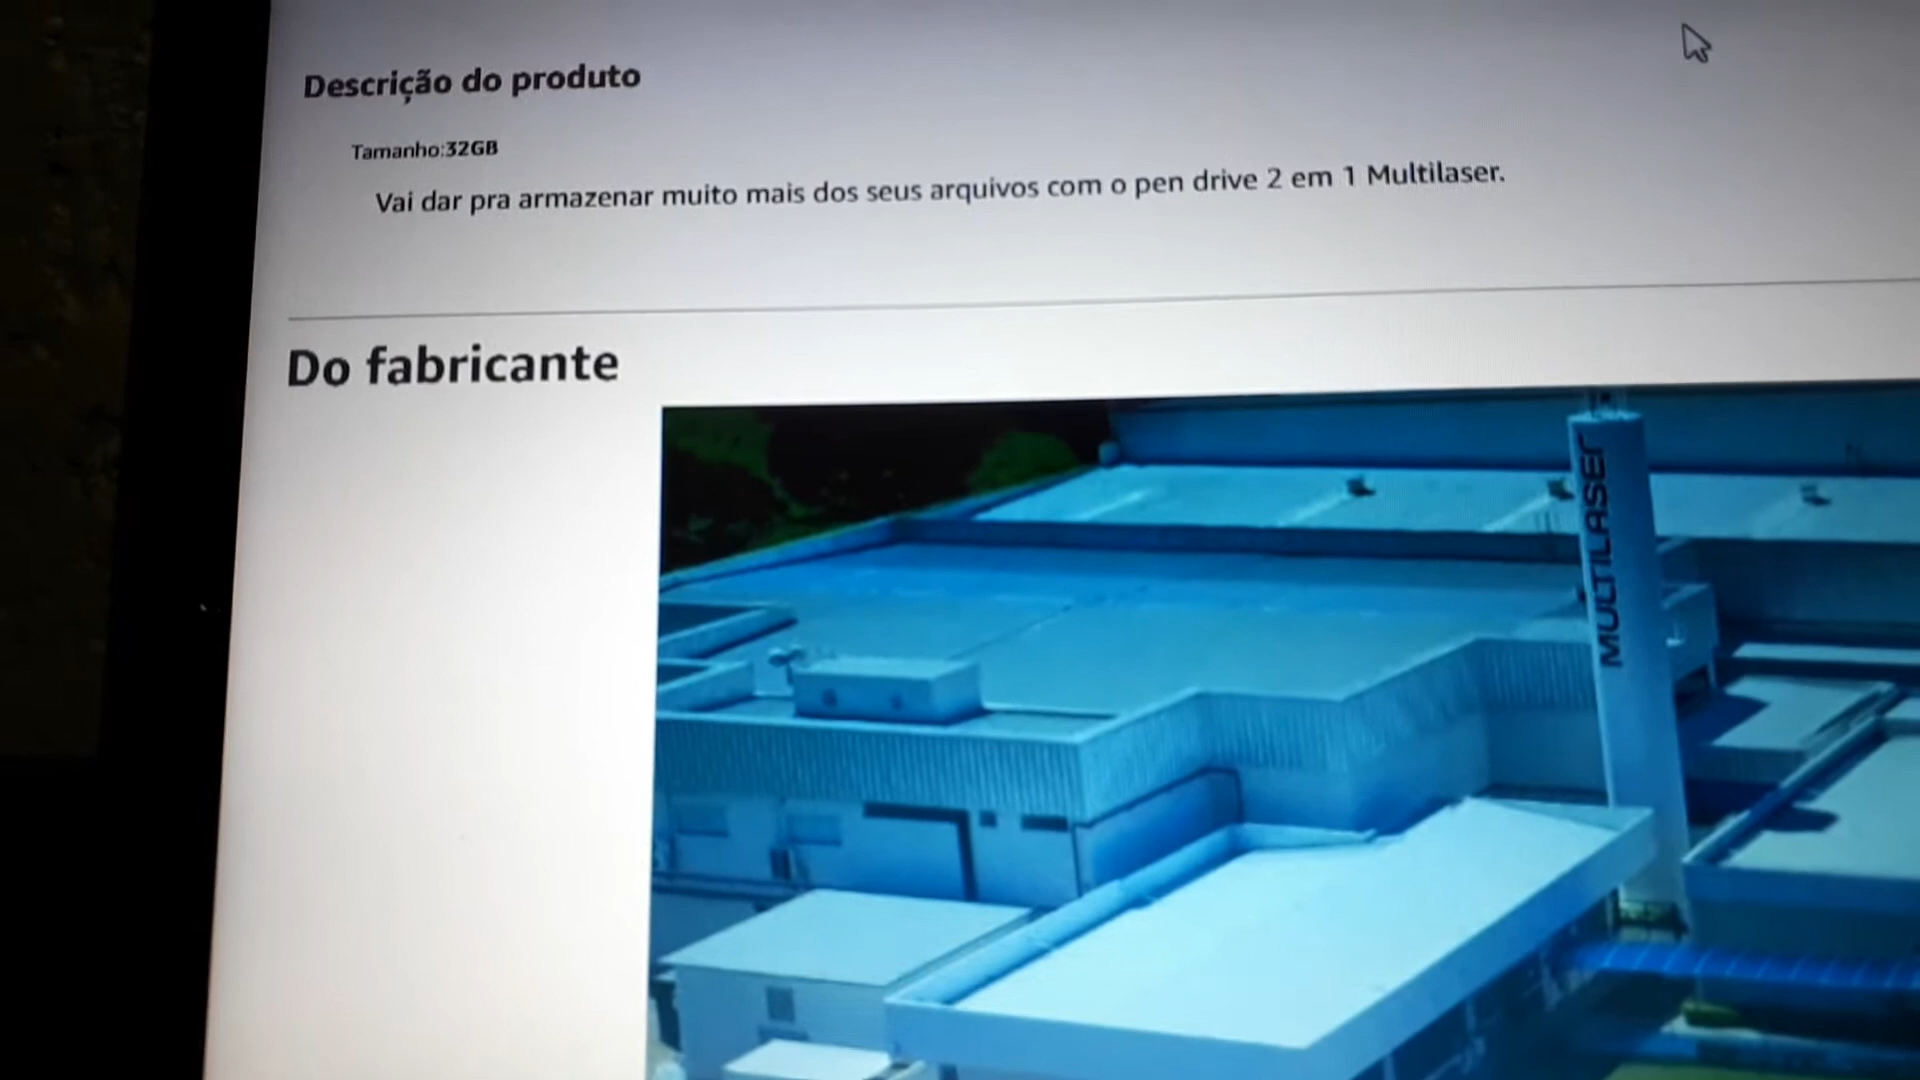 Descrição do produto
Tamanho:32GB
Vai dar pra armazenar muito mais dos seus arquivos com o pen drive 2 em 1 Multilaser.
Do fabricante
MULTILASER